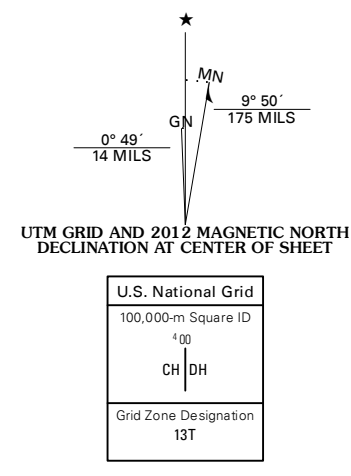 ★
MN
GN
9° 50´
175 MILS
0° 49´
14 MILS
UTM GRID AND 2012 MAGNETIC NORTH
DECLINATION AT CENTER OF SHEET
U.S. National Grid
100,000-m Square ID
⁴00
CH DH
Grid Zone Designation
13T